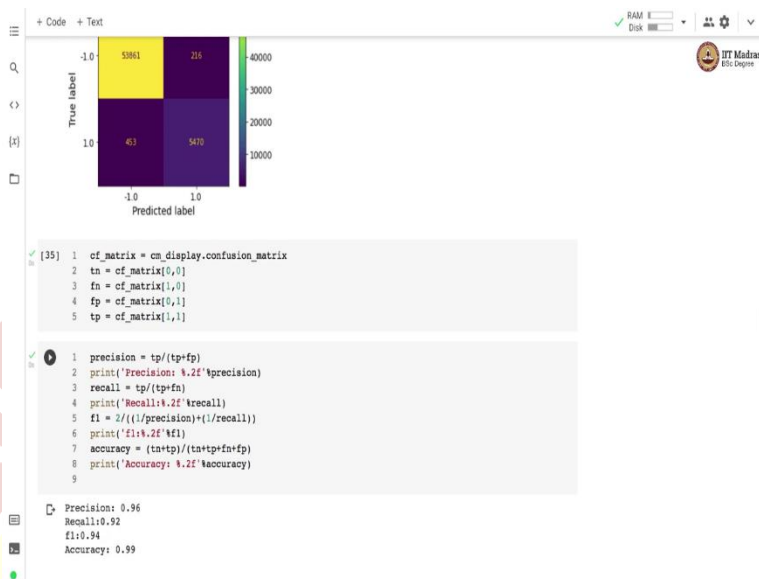 + Code + Text
RAM
Disk
IIT Madras
BSc Degree
-1.0
53861
216
40000
30000
True label
20000
1.0
453
5470
10000
-1.0
1.0
Predicted label
[35] 1 cf_matrix = cm_display.confusion_matrix
2 tn = cf_matrix[0,0]
3 fn = cf_matrix[1,0]
4 fp = cf_matrix[0,1]
5 tp = cf_matrix[1,1]
1 precision = tp/(tp+fp)
2 print('Precision: %.2f'%precision)
3 recall = tp/(tp+fn)
4 print('Recall:%.2f'%recall)
5 f1 = 2/((1/precision)+(1/recall))
6 print('f1:%.2f'%f1)
7 accuracy = (tn+tp)/(tn+tp+fn+fp)
8 print('Accuracy: %.2f'%accuracy)
9
Precision: 0.96
Reqall:0.92
f1:0.94
Accuracy: 0.99